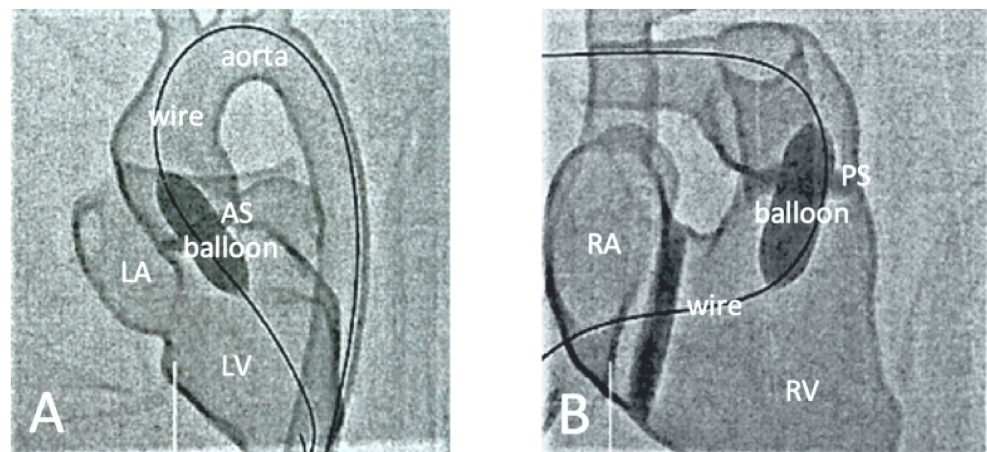 aorta
wire
AS
balloon
LA
LV
A
PS
balloon
RA
wire
RV
B